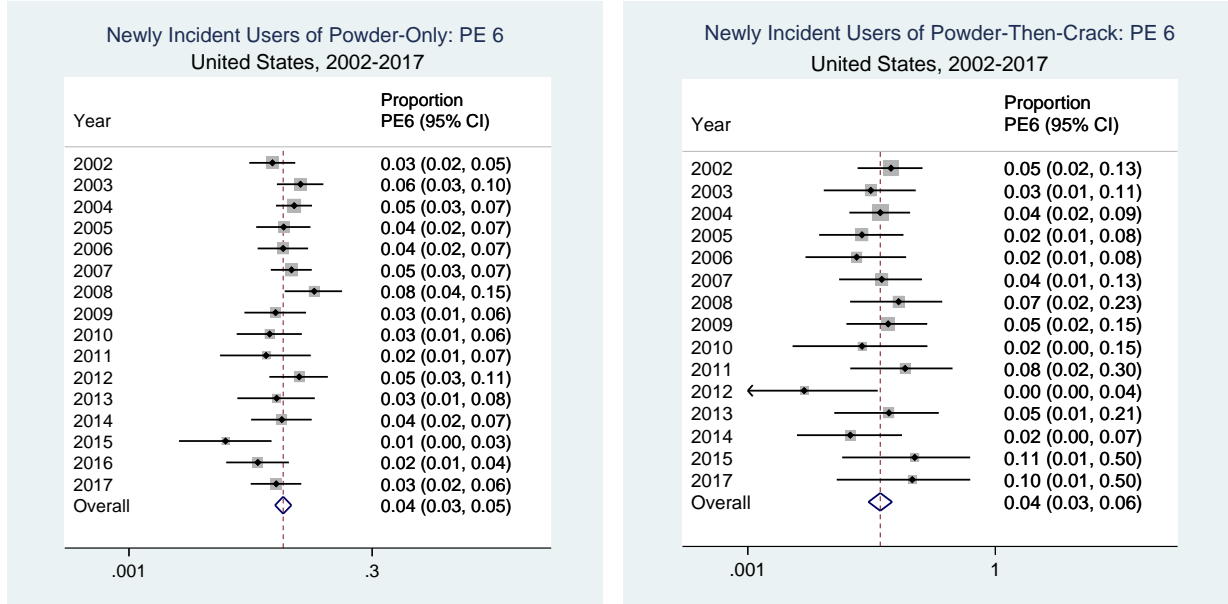 Newly Incident Users of Powder-Only: PE 6
United States, 2002-2017
Proportion
Year PE6 (95% CI)
2002 0.03 (0.02, 0.05)
2003 0.06 (0.03, 0.10)
2004 0.05 (0.03, 0.07)
2005 0.04 (0.02, 0.07)
2006 0.04 (0.02, 0.07)
2007 0.05 (0.03, 0.07)
2008 0.08 (0.04, 0.15)
2009 0.03 (0.01, 0.06)
2010 0.03 (0.01, 0.06)
2011 0.02 (0.01, 0.07)
2012 0.05 (0.03, 0.11)
2013 0.03 (0.01, 0.08)
2014 0.04 (0.02, 0.07)
2015 0.01 (0.00, 0.03)
2016 0.02 (0.01, 0.04)
2017 0.03 (0.02, 0.06)
Overall 0.04 (0.03, 0.05)
.001 .3
Newly Incident Users of Powder-Then-Crack: PE 6
United States, 2002-2017
Proportion
Year PE6 (95% CI)
2002 0.05 (0.02, 0.13)
2003 0.03 (0.01, 0.11)
2004 0.04 (0.02, 0.09)
2005 0.02 (0.01, 0.08)
2006 0.02 (0.01, 0.08)
2007 0.04 (0.01, 0.13)
2008 0.07 (0.02, 0.23)
2009 0.05 (0.02, 0.15)
2010 0.02 (0.00, 0.15)
2011 0.08 (0.02, 0.30)
2012 0.00 (0.00, 0.04)
2013 0.05 (0.01, 0.21)
2014 0.02 (0.00, 0.07)
2015 0.11 (0.01, 0.50)
2017 0.10 (0.01, 0.50)
Overall 0.04 (0.03, 0.06)
.001 1